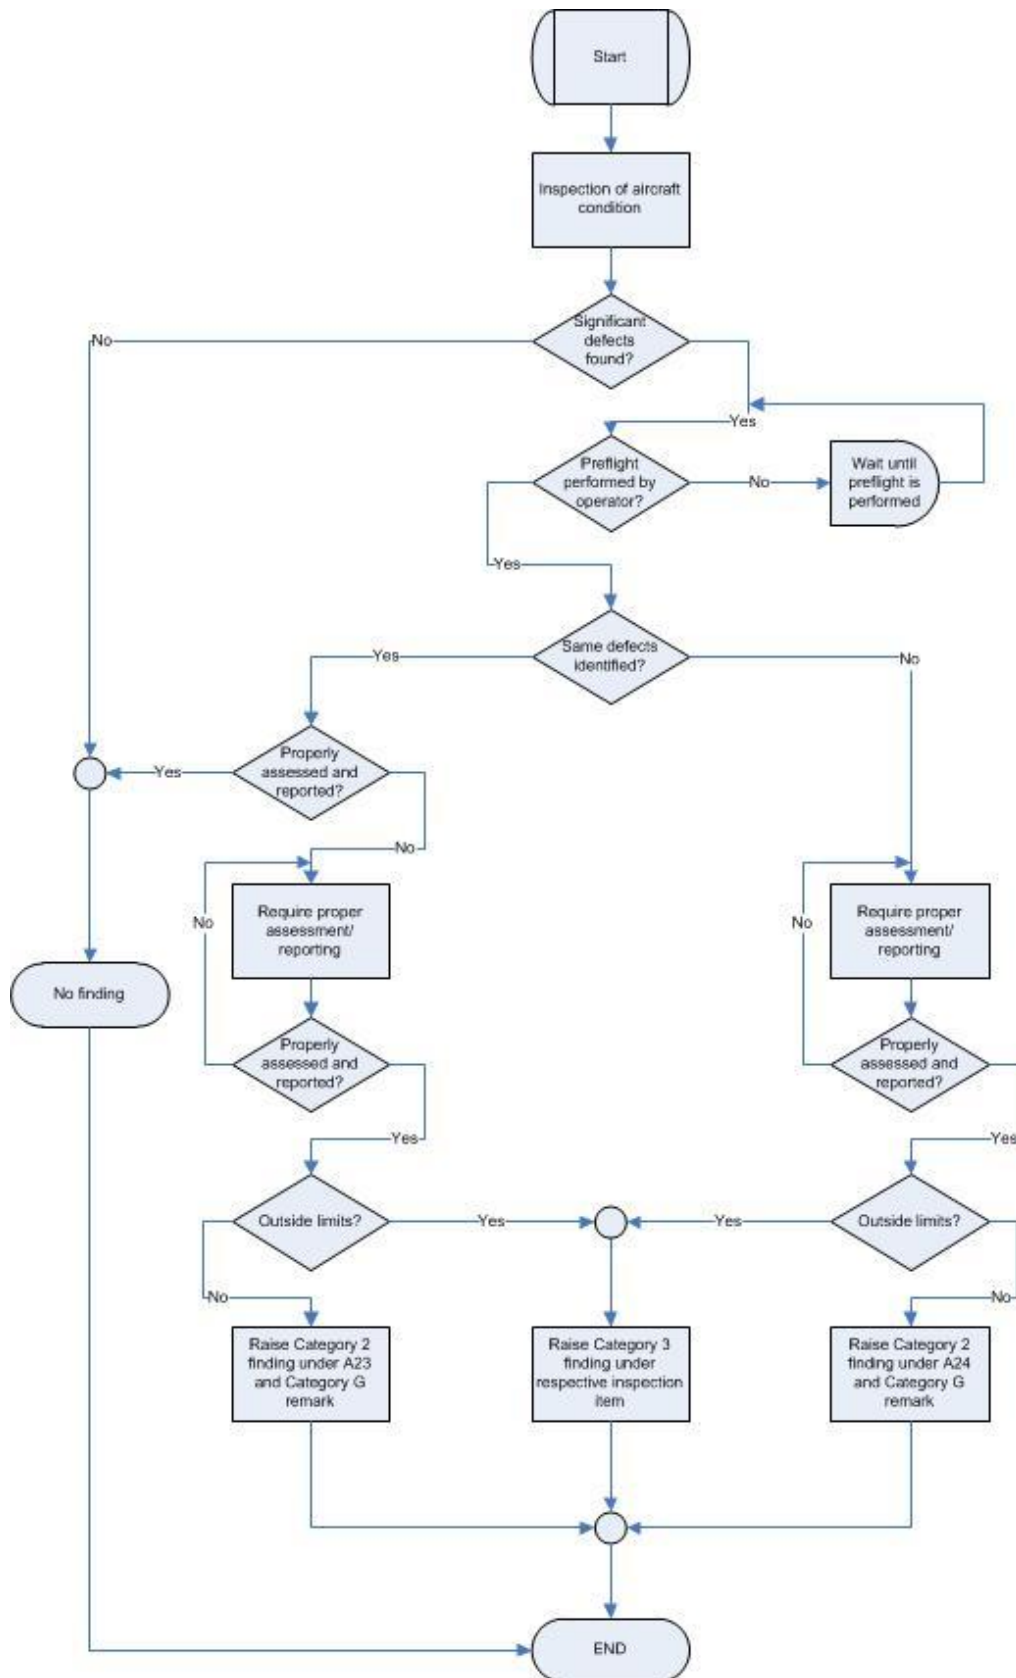 Start
Inspection of aircraft
condition
Significant
defects
found?
No
Yes
Preflight
performed by
operator?
No
Wait until
preflight is
performed
Yes
Same defects
identified?
Yes
No
Properly
assessed and
reported?
Yes
No
Require proper
assessment/
reporting
No
Require proper
assessment/
reporting
No
No finding
Properly
assessed and
reported?
Properly
assessed and
reported?
Yes
Yes
Outside limits?
Yes
Yes
Outside limits?
No
No
Raise Category 2
finding under A23
and Category G
remark
Raise Category 3
finding under
respective inspection
item
Raise Category 2
finding under A24
and Category G
remark
END